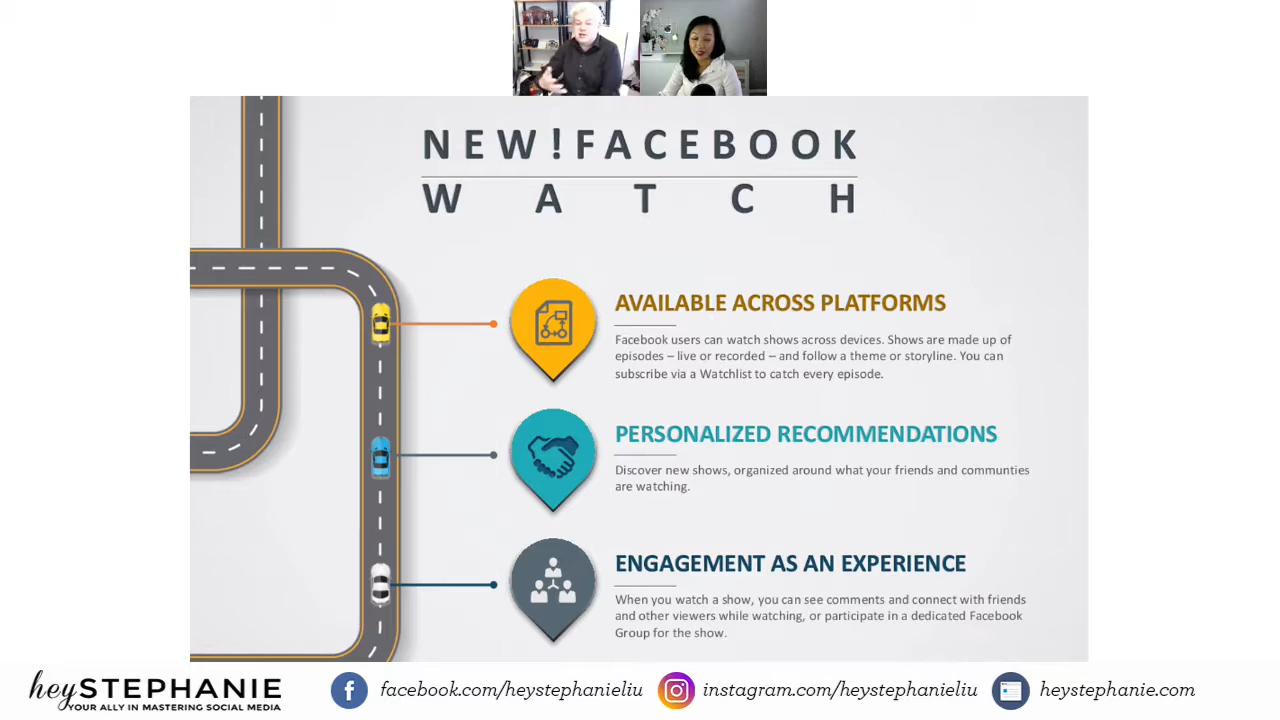 NEW!FACEBOOK
WATCH
AVAILABLE ACROSS PLATFORMS
Facebook users can watch shows across devices. Shows are made up of
episodes – live or recorded – and follow a theme or storyline. You can
subscribe via a Watchlist to catch every episode.
PERSONALIZED RECOMMENDATIONS
Discover new shows, organized around what your friends and communties
are watching.
ENGAGEMENT AS AN EXPERIENCE
When you watch a show, you can see comments and connect with friends
and other viewers while watching, or participate in a dedicated Facebook
Group for the show.
heySTEPHANIE
YOUR ALLY IN MASTERING SOCIAL MEDIA
facebook.com/heystephanieliu
instagram.com/heystephanieliu
heystephanie.com